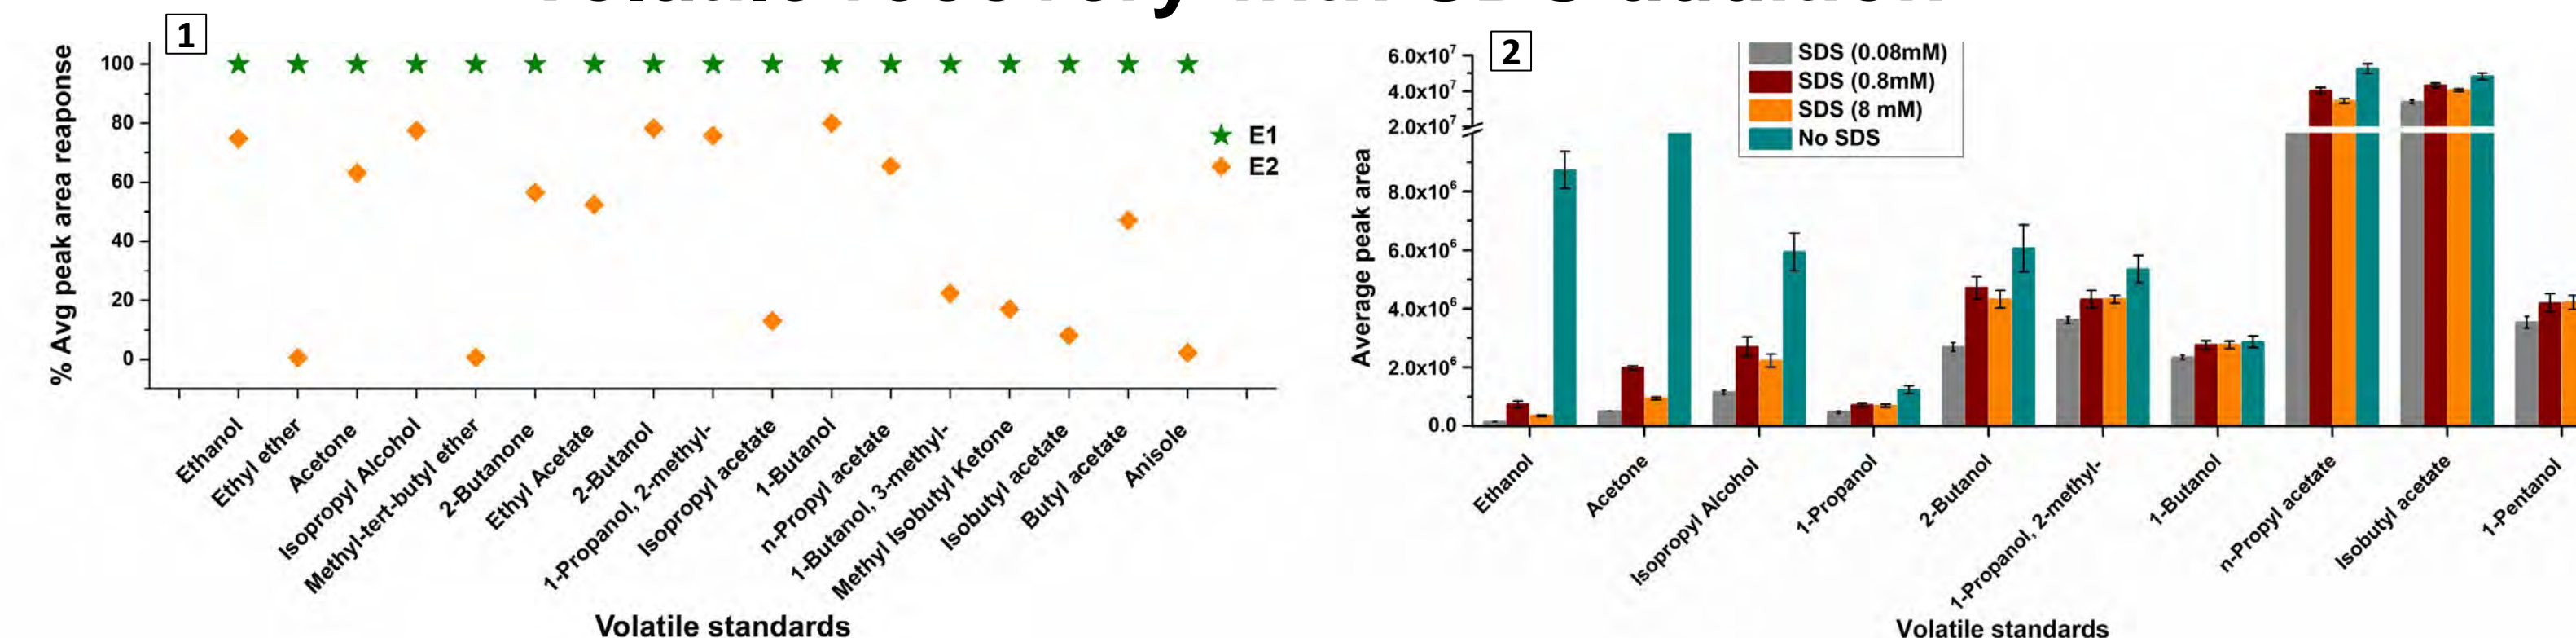 1
% Avg peak area reaponse
100
80
60
40
20
0
E1
E2
Ethanol
Ethyl ether
Acetone
Isopropyl Alcohol
Methyl-tert-butyl ether
2-Butanone
Ethyl Acetate
2-Butanol
1-Propanol, 2-methyl-
Isopropyl acetate
1-Butanol
n-Propyl acetate
1-Butanol, 3-methyl-
Methyl Isobutyl Ketone
Isobutyl acetate
Butyl acetate
Anisole
Volatile standards
2
Average peak area
6.0x10⁷
4.0x10⁷
2.0x10⁷
8.0x10⁶
6.0x10⁶
4.0x10⁶
2.0x10⁶
0.0
SDS (0.08mM)
SDS (0.8mM)
SDS (8 mM)
No SDS
Ethanol
Acetone
Isopropyl Alcohol
1-Propanol
2-Butanol
1-Propanol, 2-methyl-
1-Butanol
n-Propyl acetate
Isobutyl acetate
1-Pentanol
Volatile standards